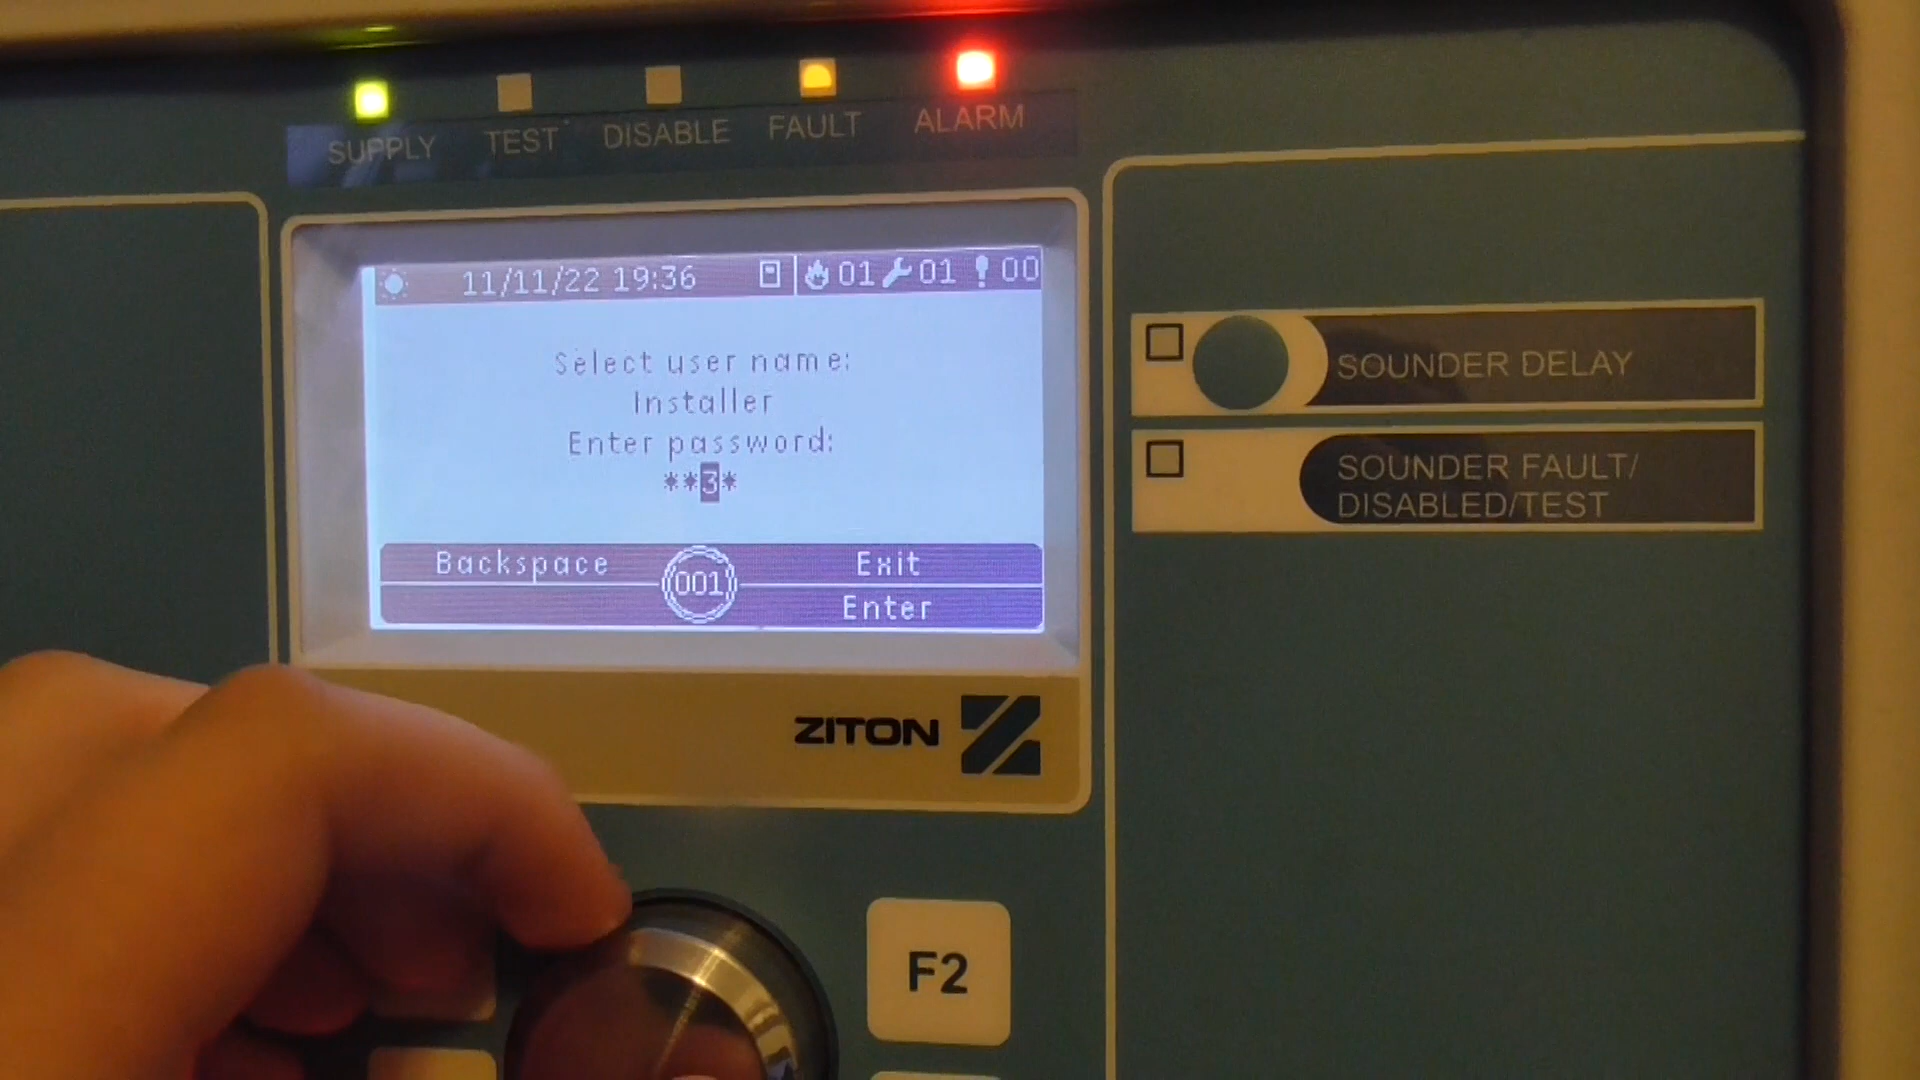 SUPPLY TEST DISABLE FAULT ALARM
11/11/22 19:36 01 01 00
Select user name:
Installer
Enter password:
**3*
Backspace Exit
001
Enter
ZITON
SOUNDER DELAY
SOUNDER FAULT/
DISABLED/TEST
F2